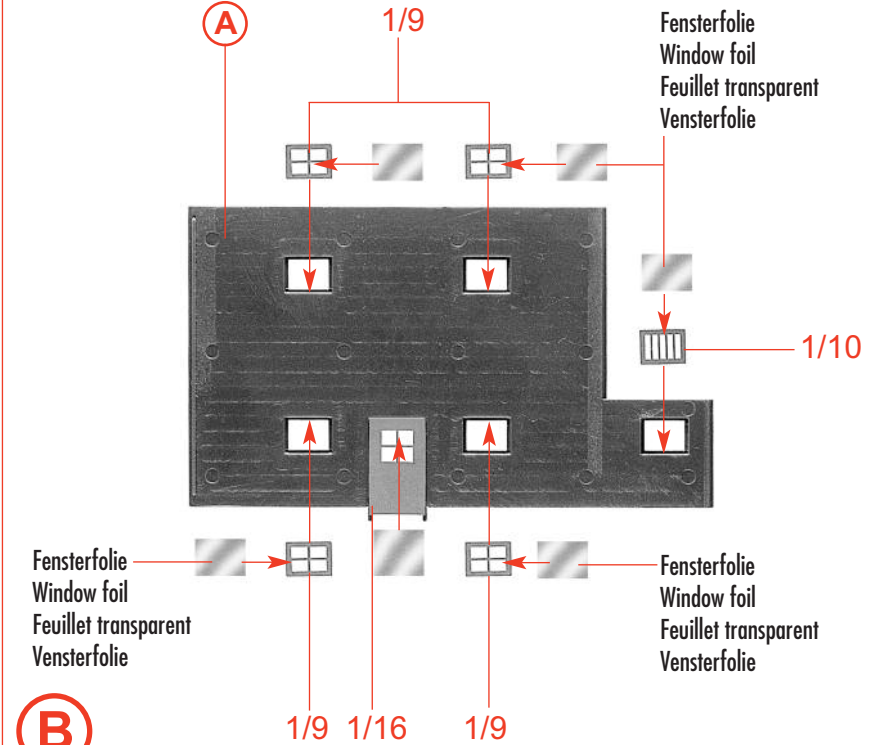 A
1/9
Fensterfolie
Window foil
Feuillet transparent
Vensterfolie
1/10
Fensterfolie
Window foil
Feuillet transparent
Vensterfolie
Fensterfolie
Window foil
Feuillet transparent
Vensterfolie
B
1/9 1/16 1/9